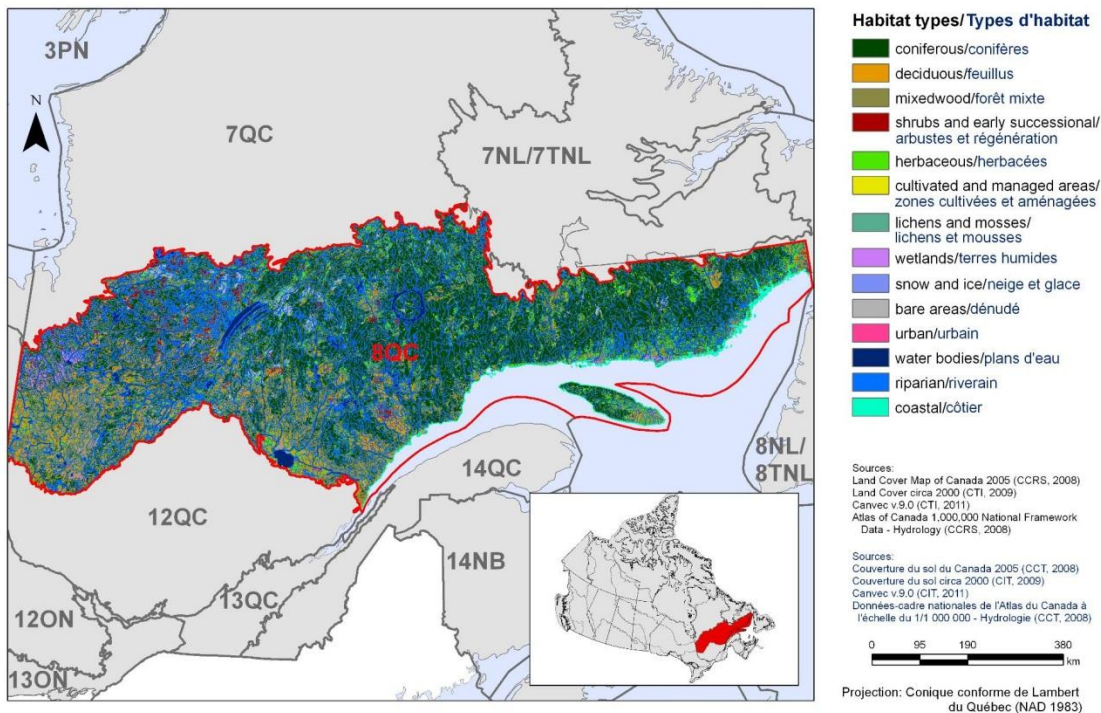 3PN
N
7QC
7NL/7TNL
8QC
8NL/
8TNL
14QC
12QC
14NB
13QC
12ON
13ON
Habitat types/Types d'habitat
coniferous/conifères
deciduous/feuillus
mixedwood/forêt mixte
shrubs and early successional/
arbustes et régénération
herbaceous/herbacées
cultivated and managed areas/
zones cultivées et aménagées
lichens and mosses/
lichens et mousses
wetlands/terres humides
snow and ice/neige et glace
bare areas/dénudé
urban/urbain
water bodies/plans d'eau
riparian/riverain
coastal/côtier
Sources:
Land Cover Map of Canada 2005 (CCRS, 2008)
Land Cover circa 2000 (CTI, 2009)
Canvec v.9.0 (CTI, 2011)
Atlas of Canada 1,000,000 National Framework
Data - Hydrology (CCRS, 2008)
Sources:
Couverture du sol du Canada 2005 (CCT, 2008)
Couverture du sol circa 2000 (CIT, 2009)
Canvec v.9.0 (CIT, 2011)
Données-cadre nationales de l'Atlas du Canada à
l'échelle du 1/1 000 000 - Hydrologie (CCT, 2008)
0 95 190 380
km
Projection: Conique conforme de Lambert
du Québec (NAD 1983)